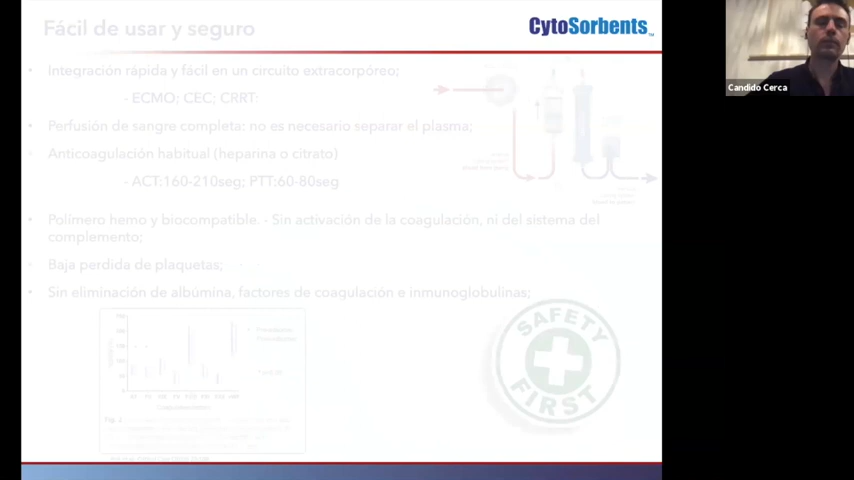 Fácil de usar y seguro
CytoSorbents™
Candido Cerca
• Integración rápida y fácil en un circuito extracorpóreo;
- ECMO; CEC; CRRT:
• Perfusión de sangre completa: no es necesario separar el plasma;
• Anticoagulación habitual (heparina o citrato)
- ACT:160-210seg; PTT:60-80seg
• Polímero hemo y biocompatible. - Sin activación de la coagulación, ni del sistema del
complemento;
• Baja perdida de plaquetas;
• Sin eliminación de albúmina, factores de coagulación e inmunoglobulinas;
SAFETY
FIRST